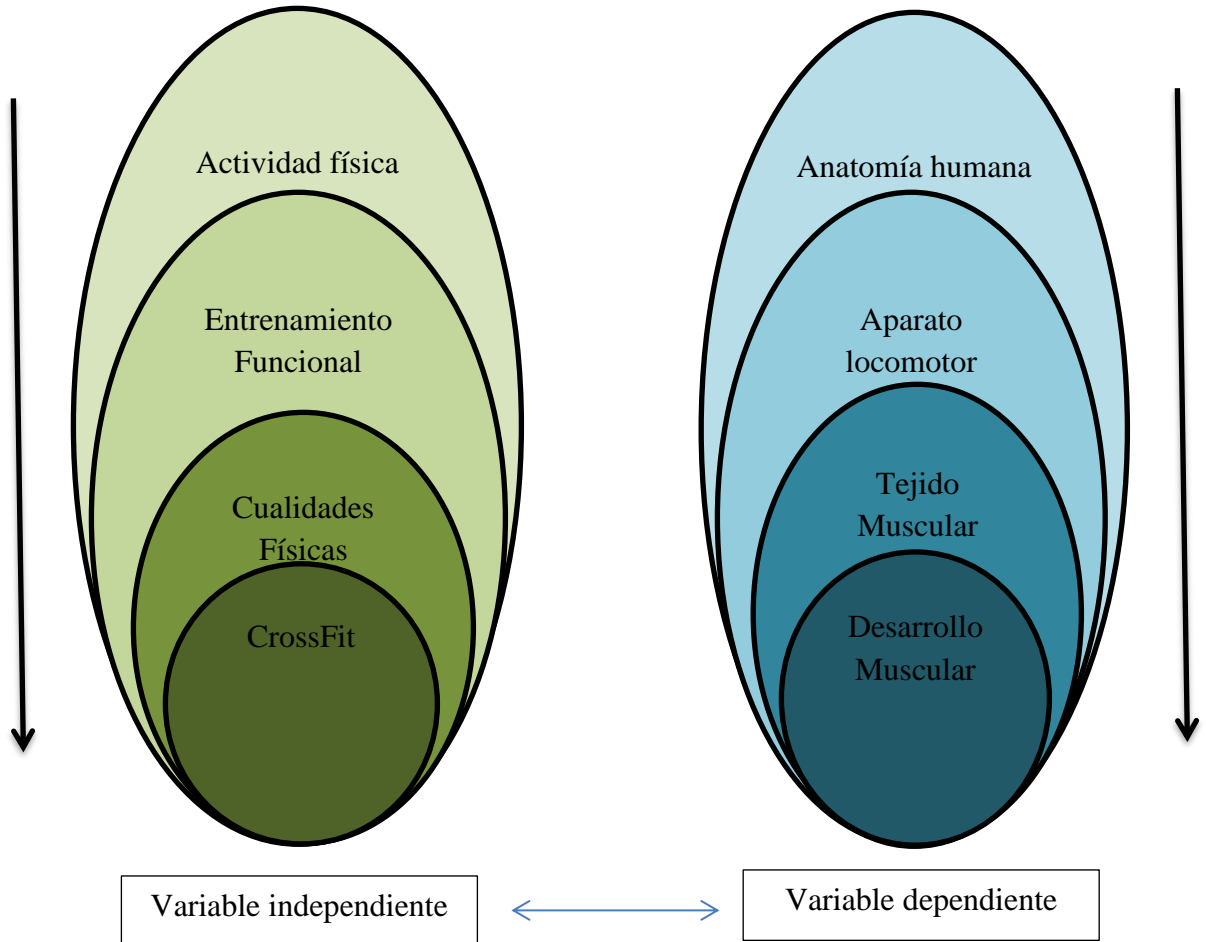 Actividad física
Entrenamiento
Funcional
Cualidades
Físicas
CrossFit
Anatomía humana
Aparato
locomotor
Tejido
Muscular
Desarrollo
Muscular
Variable independiente
Variable dependiente